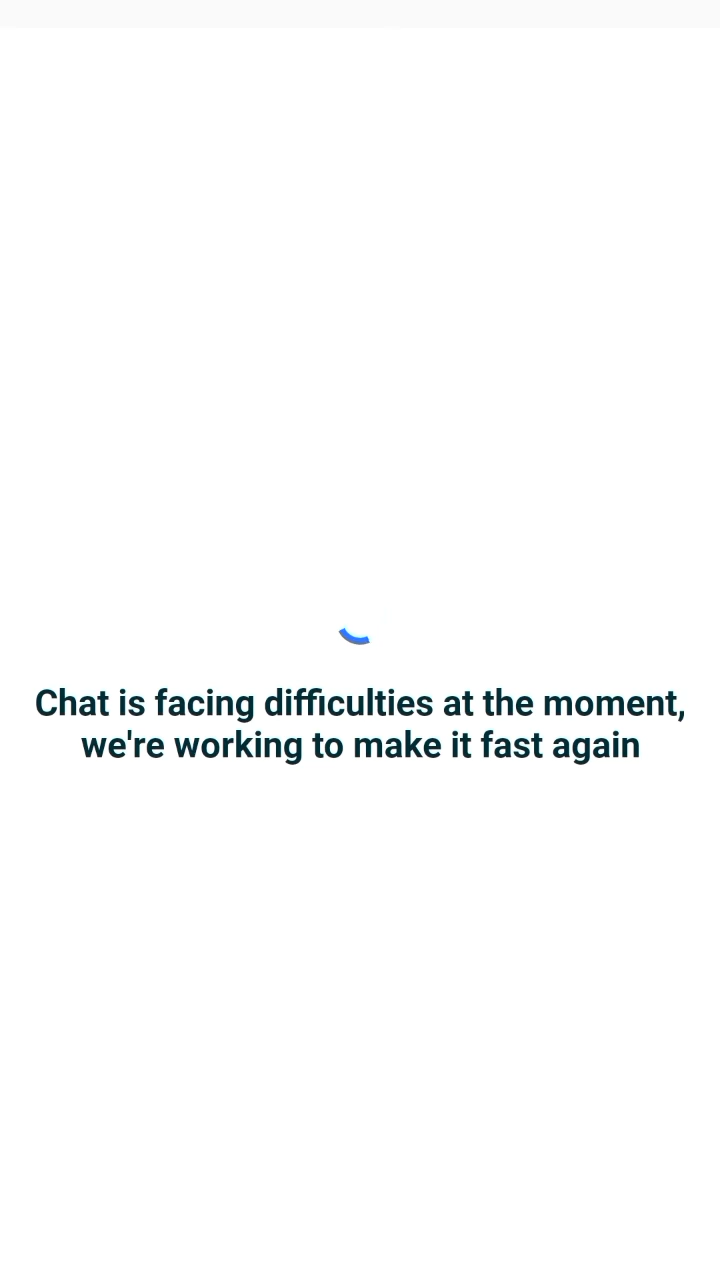 Chat is facing difficulties at the moment,
we're working to make it fast again